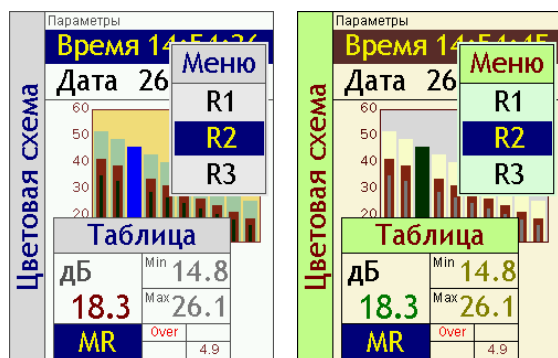 Параметры
Время 14:54:26
Дата 26
Меню
R1
R2
R3
60
50
40
30
20
Цветовая схема
Таблица
дБ
Min 14.8
18.3
Max 26.1
MR
Over
4.9
Параметры
Время 14:54:45
Дата 26
Меню
R1
R2
R3
60
50
40
30
20
Цветовая схема
Таблица
дБ
Min 14.8
18.3
Max 26.1
MR
Over
4.9